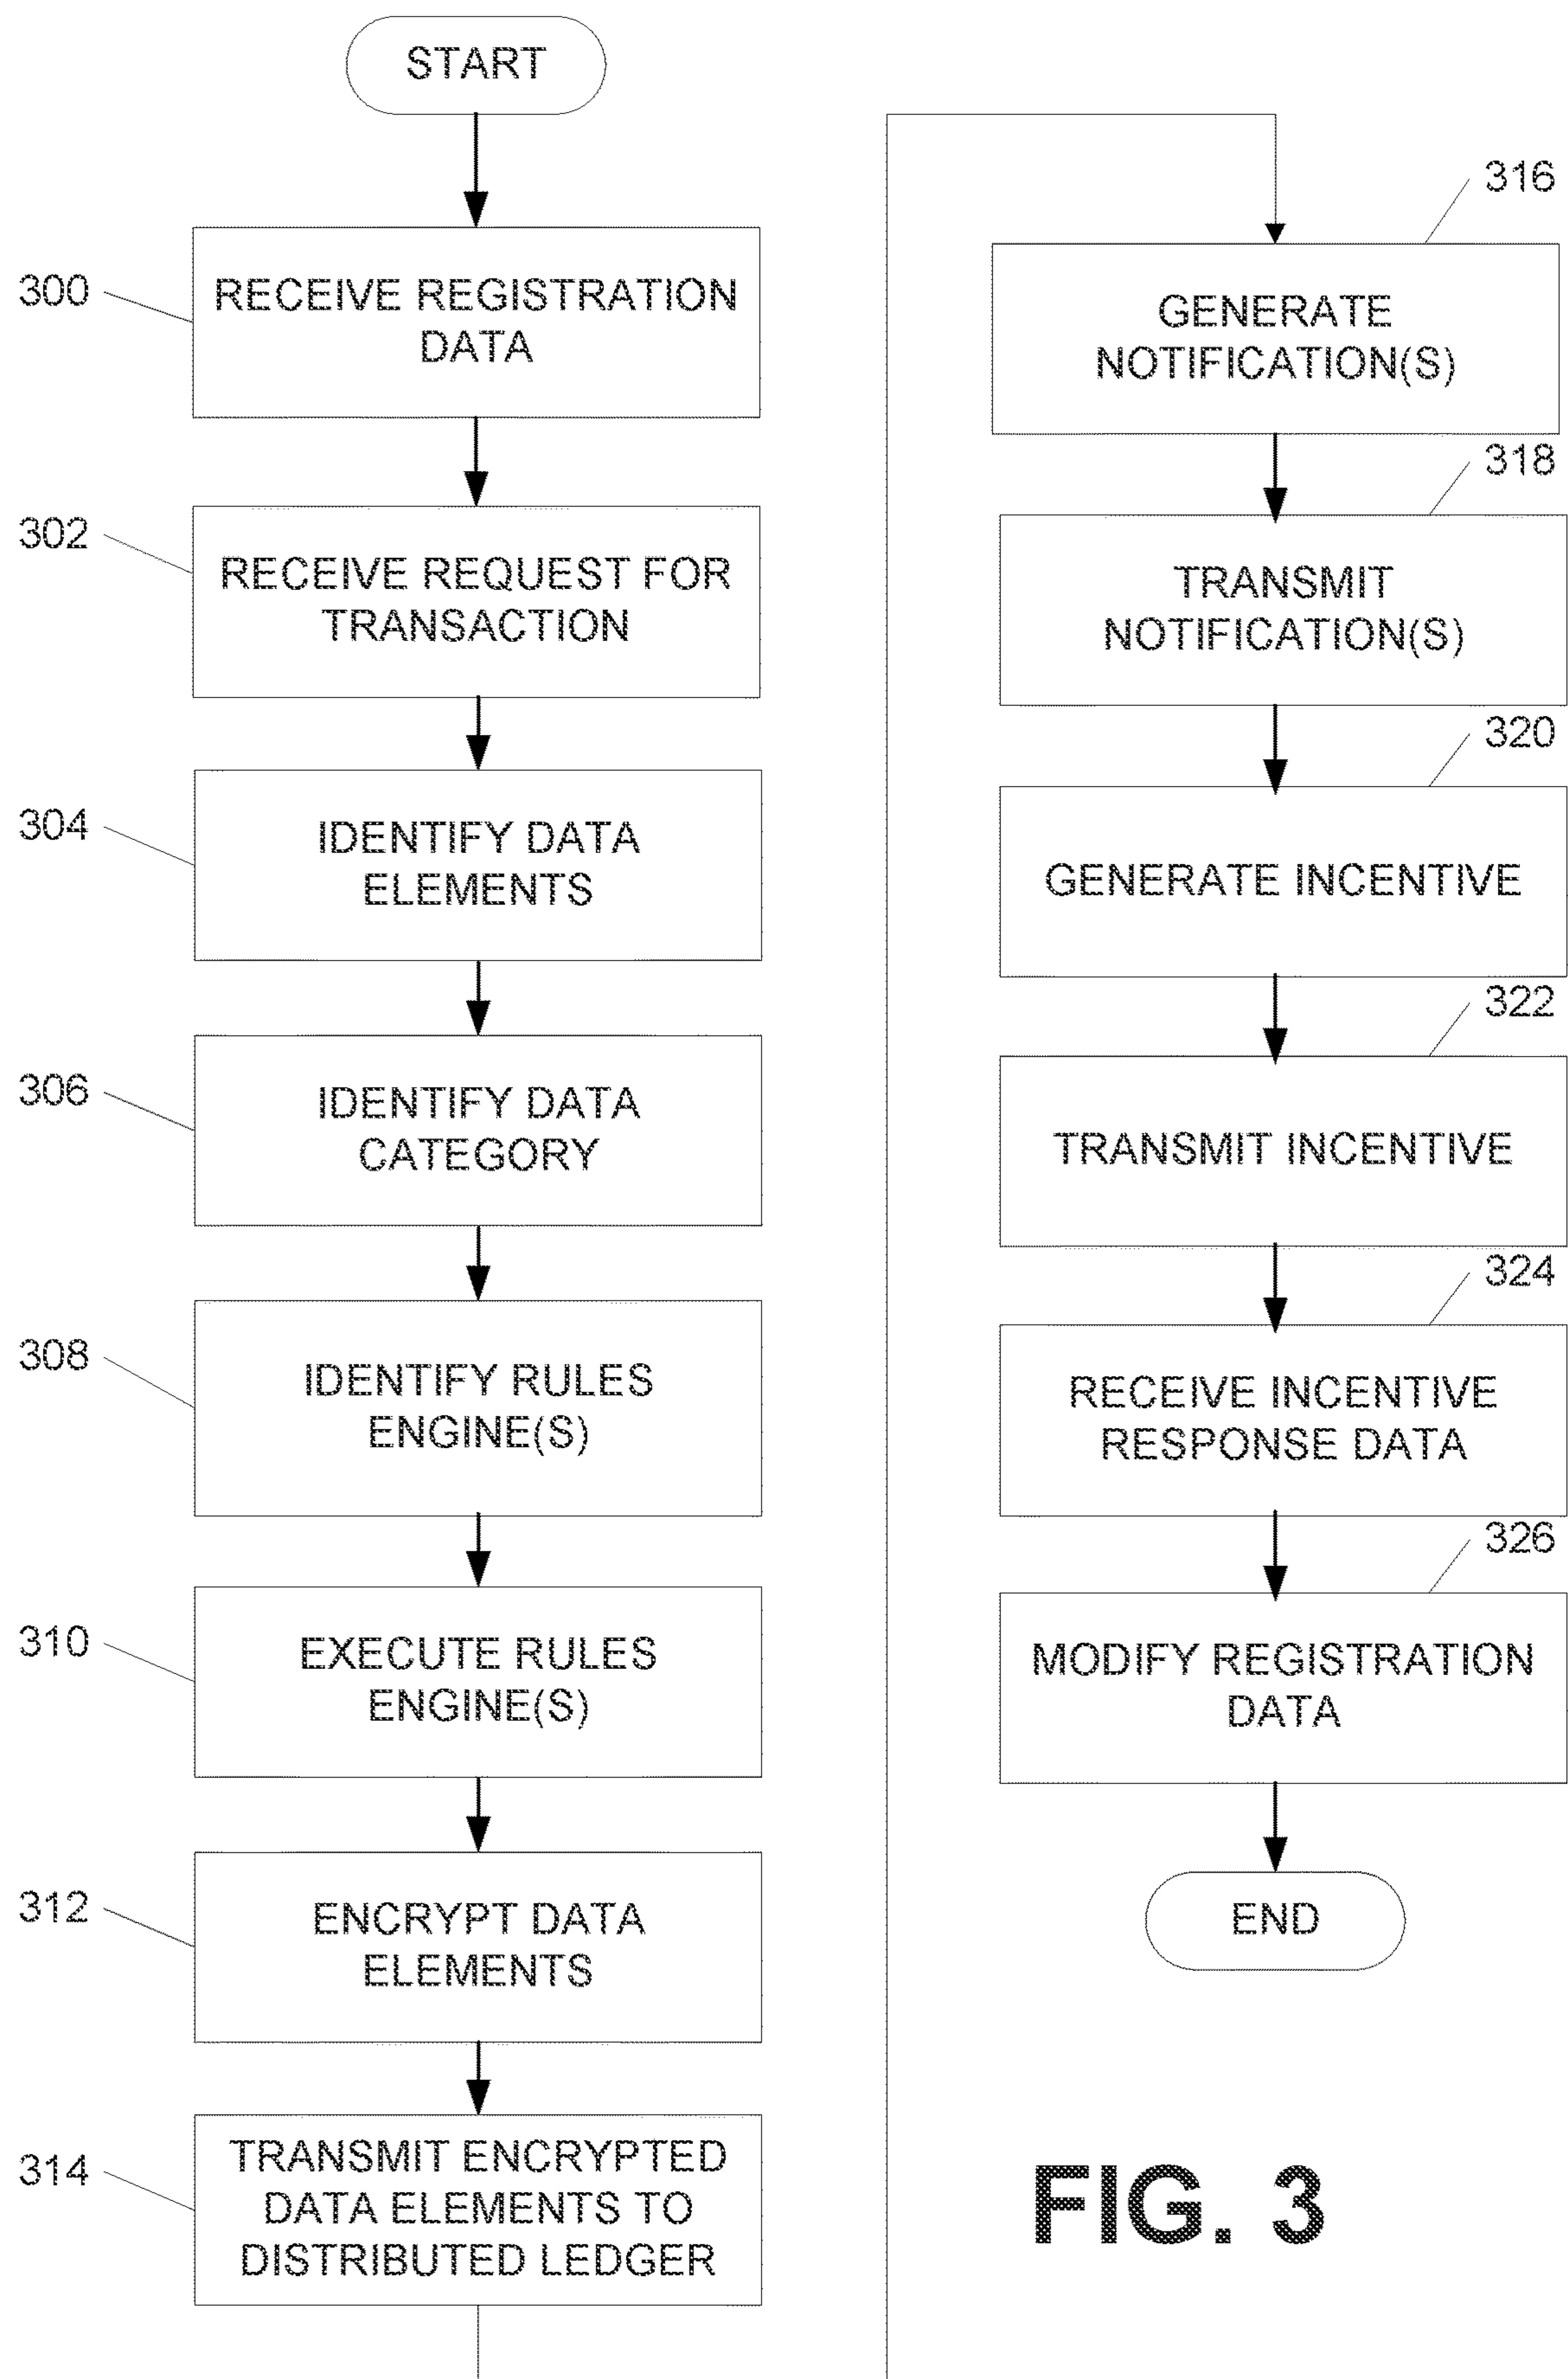 START
300
RECEIVE REGISTRATION
DATA
302
RECEIVE REQUEST FOR
TRANSACTION
304
IDENTIFY DATA
ELEMENTS
306
IDENTIFY DATA
CATEGORY
308
IDENTIFY RULES
ENGINE(S)
310
EXECUTE RULES
ENGINE(S)
312
ENCRYPT DATA
ELEMENTS
314
TRANSMIT ENCRYPTED
DATA ELEMENTS TO
DISTRIBUTED LEDGER
316
GENERATE
NOTIFICATION(S)
318
TRANSMIT
NOTIFICATION(S)
320
GENERATE INCENTIVE
322
TRANSMIT INCENTIVE
324
RECEIVE INCENTIVE
RESPONSE DATA
326
MODIFY REGISTRATION
DATA
END
FIG. 3